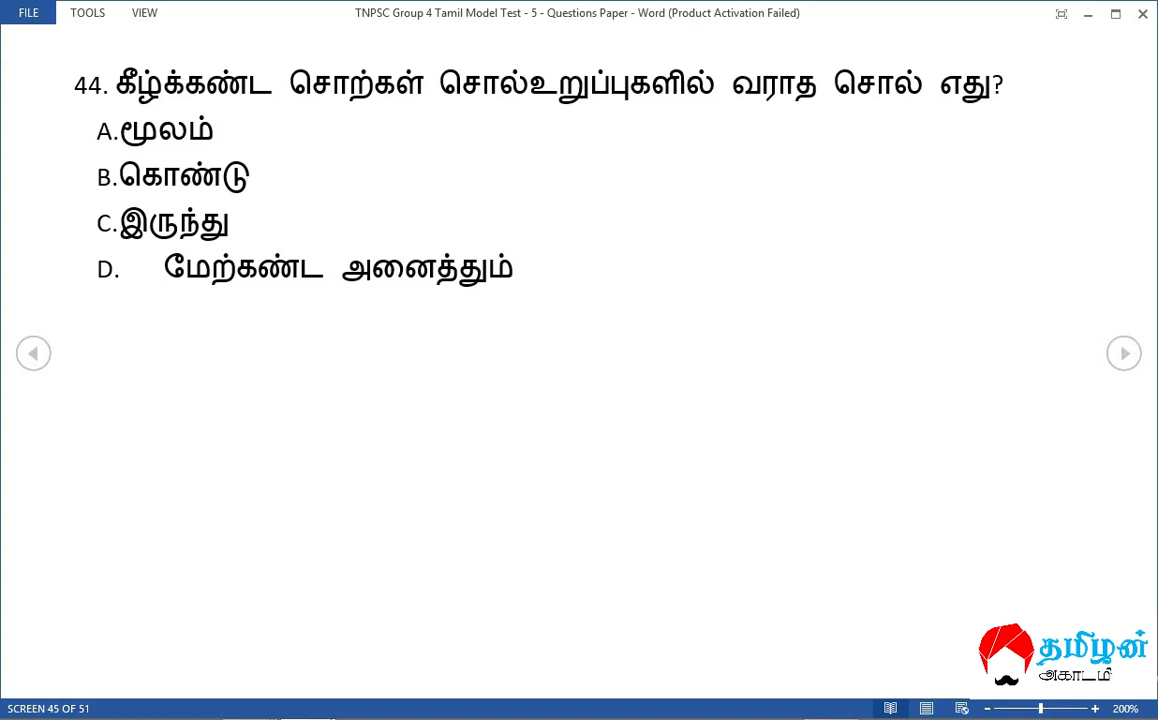 FILE TOOLS VIEW TNPSC Group 4 Tamil Model Test - 5 - Questions Paper - Word (Product Activation Failed)
44. கீழ்க்கண்ட சொற்கள் சொல்உறுப்புகளில் வராத சொல் எது?
A.மூலம்
B.கொண்டு
C.இருந்து
D. மேற்கண்ட அனைத்தும்
தமிழன்
அகாடமி
SCREEN 45 OF 51 200%